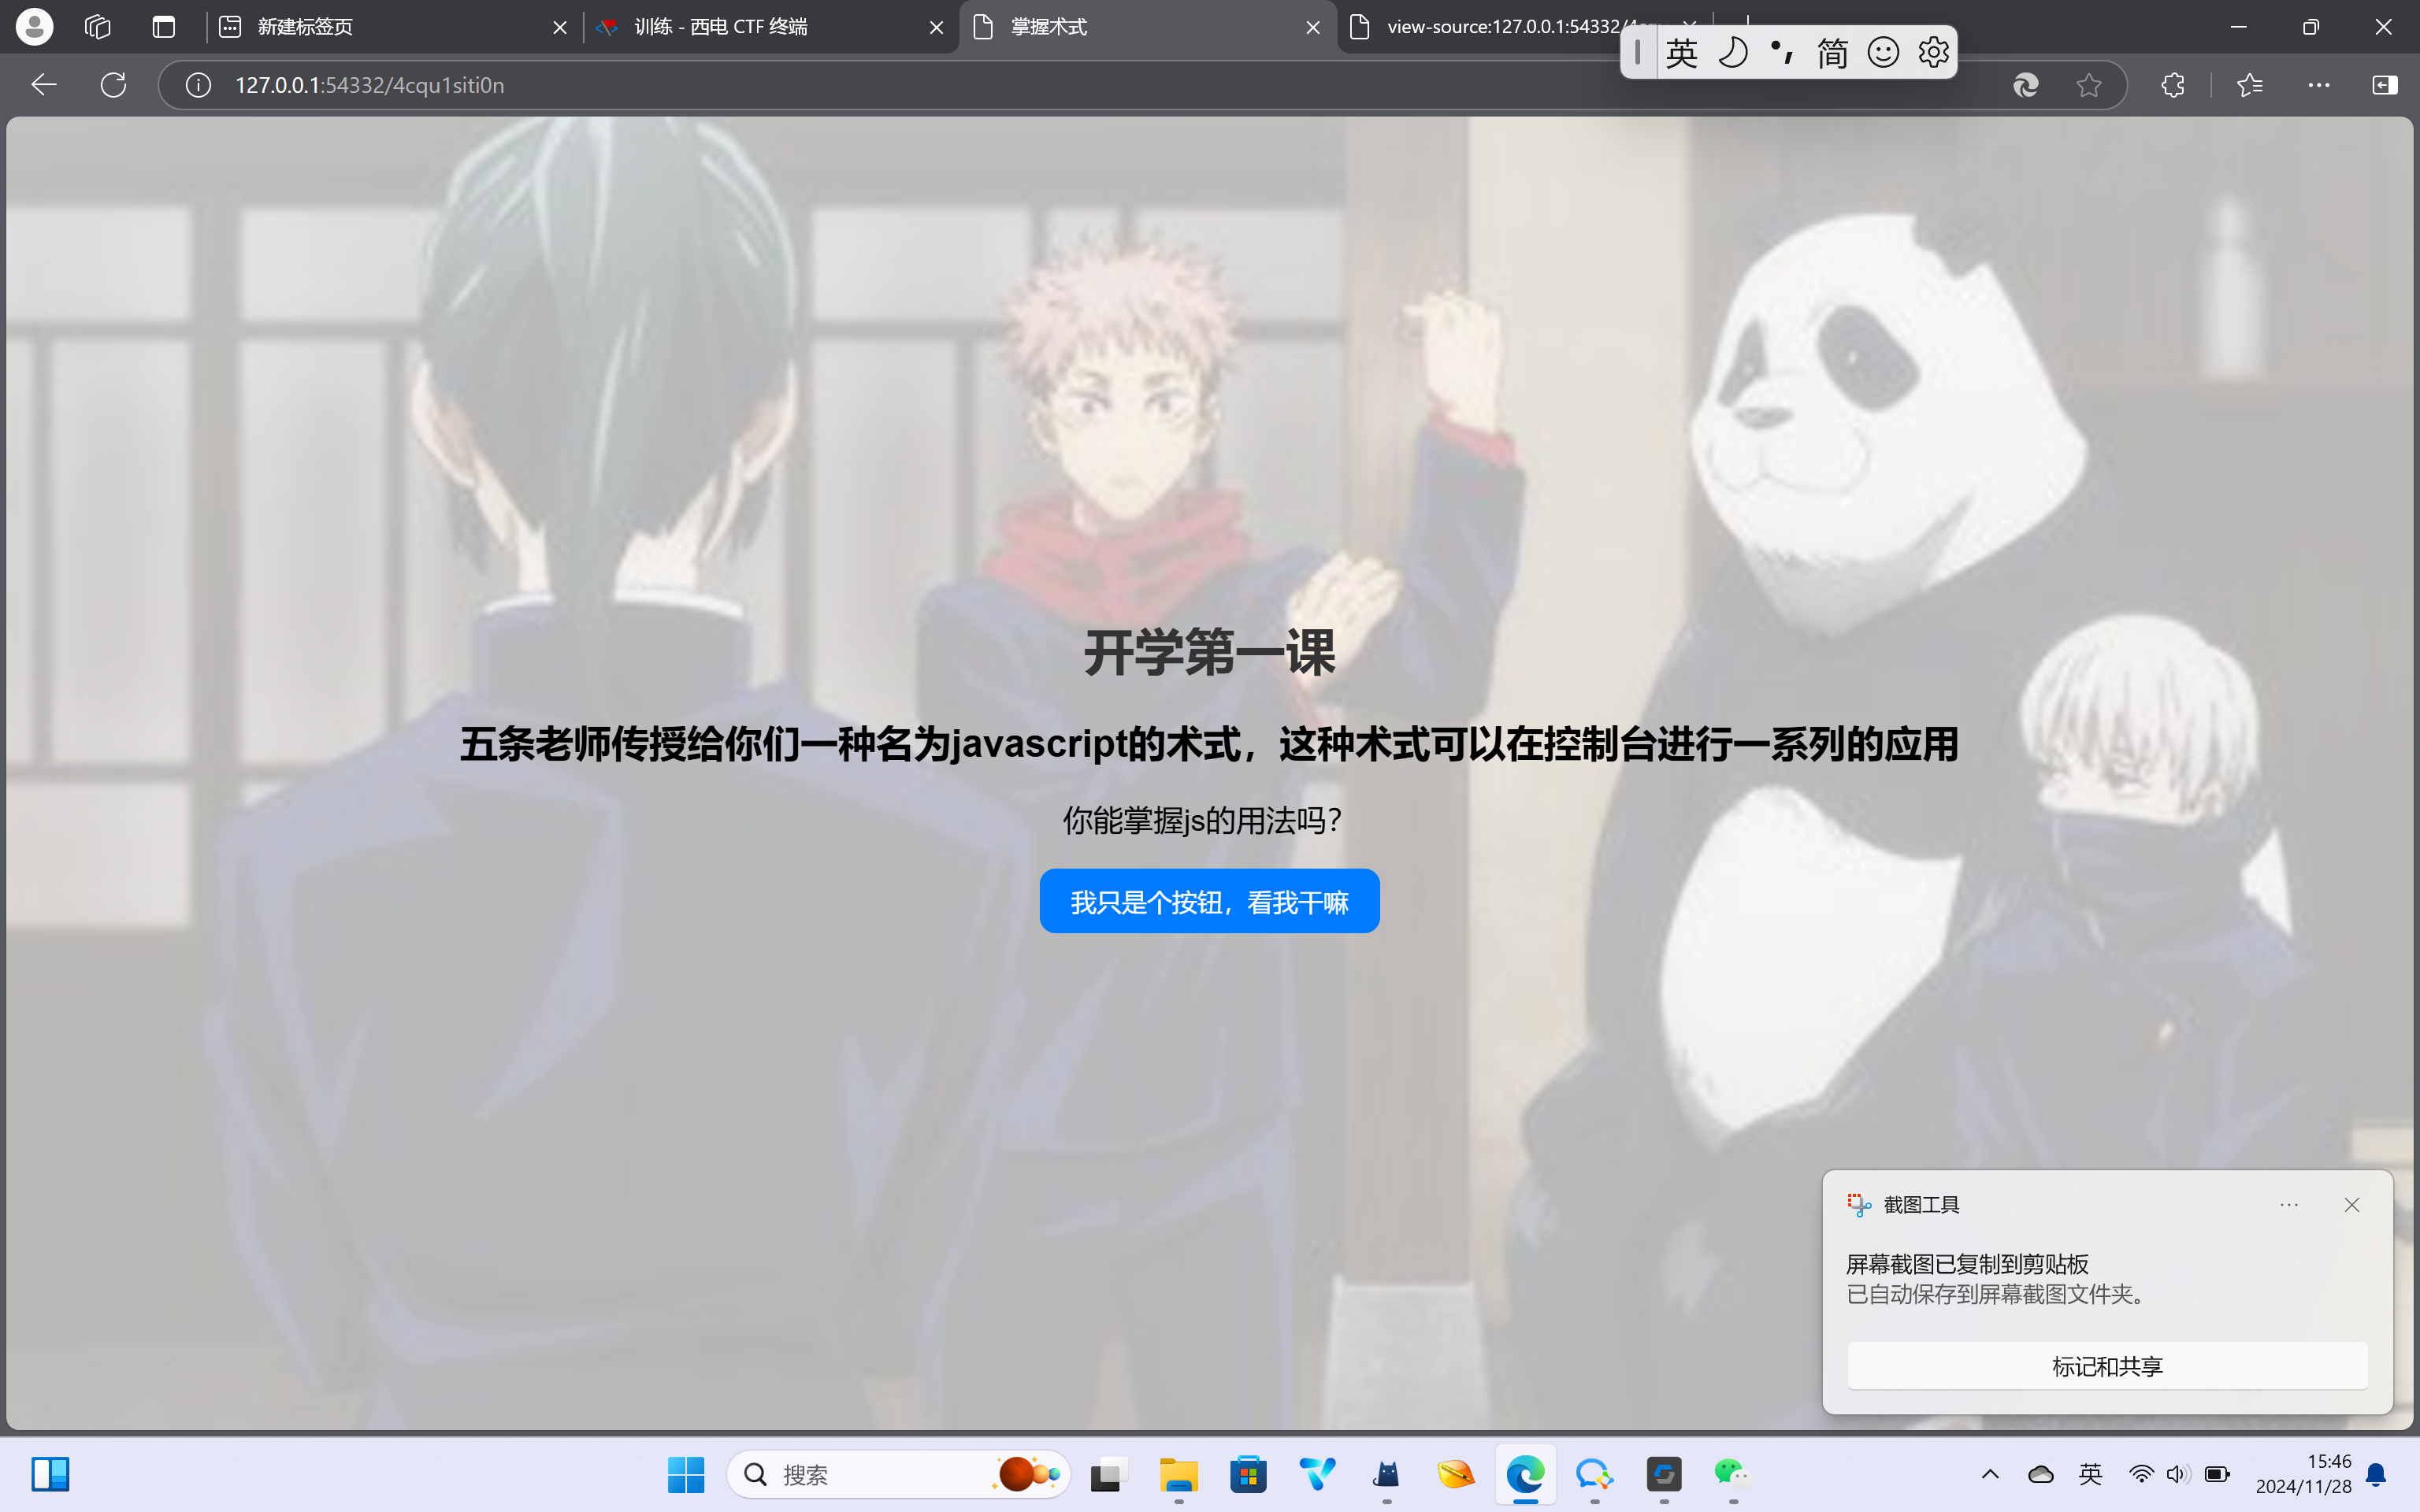 新建标签页
训练 - 西电 CTF 终端
掌握术式
view-source:127.0.0.1:54332/4cqu
英
简
127.0.0.1:54332/4cqu1siti0n
开学第一课
五条老师传授给你们一种名为javascript的术式，这种术式可以在控制台进行一系列的应用
你能掌握js的用法吗？
我只是个按钮，看我干嘛
截图工具
屏幕截图已复制到剪贴板
已自动保存到屏幕截图文件夹。
标记和共享
搜索
英
15:46
2024/11/28